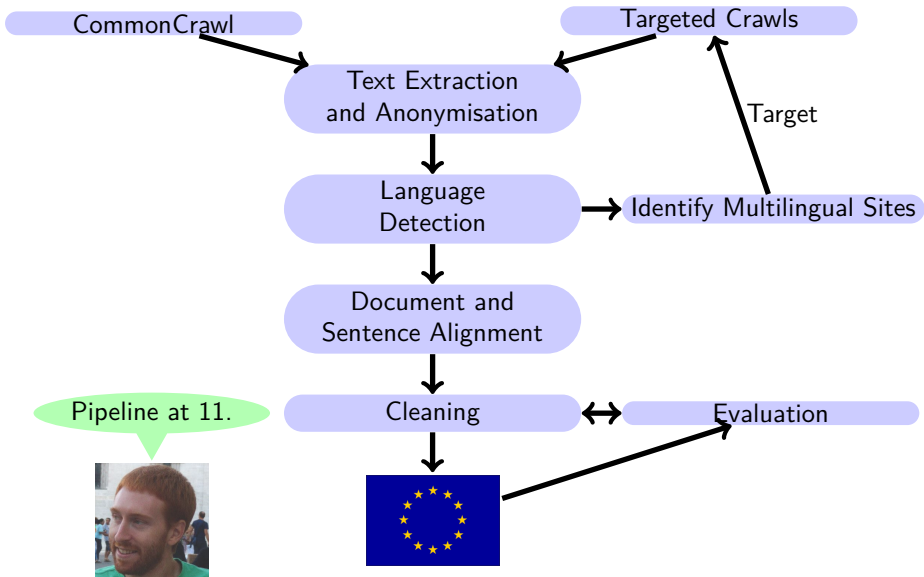 CommonCrawl
Targeted Crawls
Text Extraction
and Anonymisation
Target
Language
Detection
Identify Multilingual Sites
Document and
Sentence Alignment
Pipeline at 11.
Cleaning
Evaluation